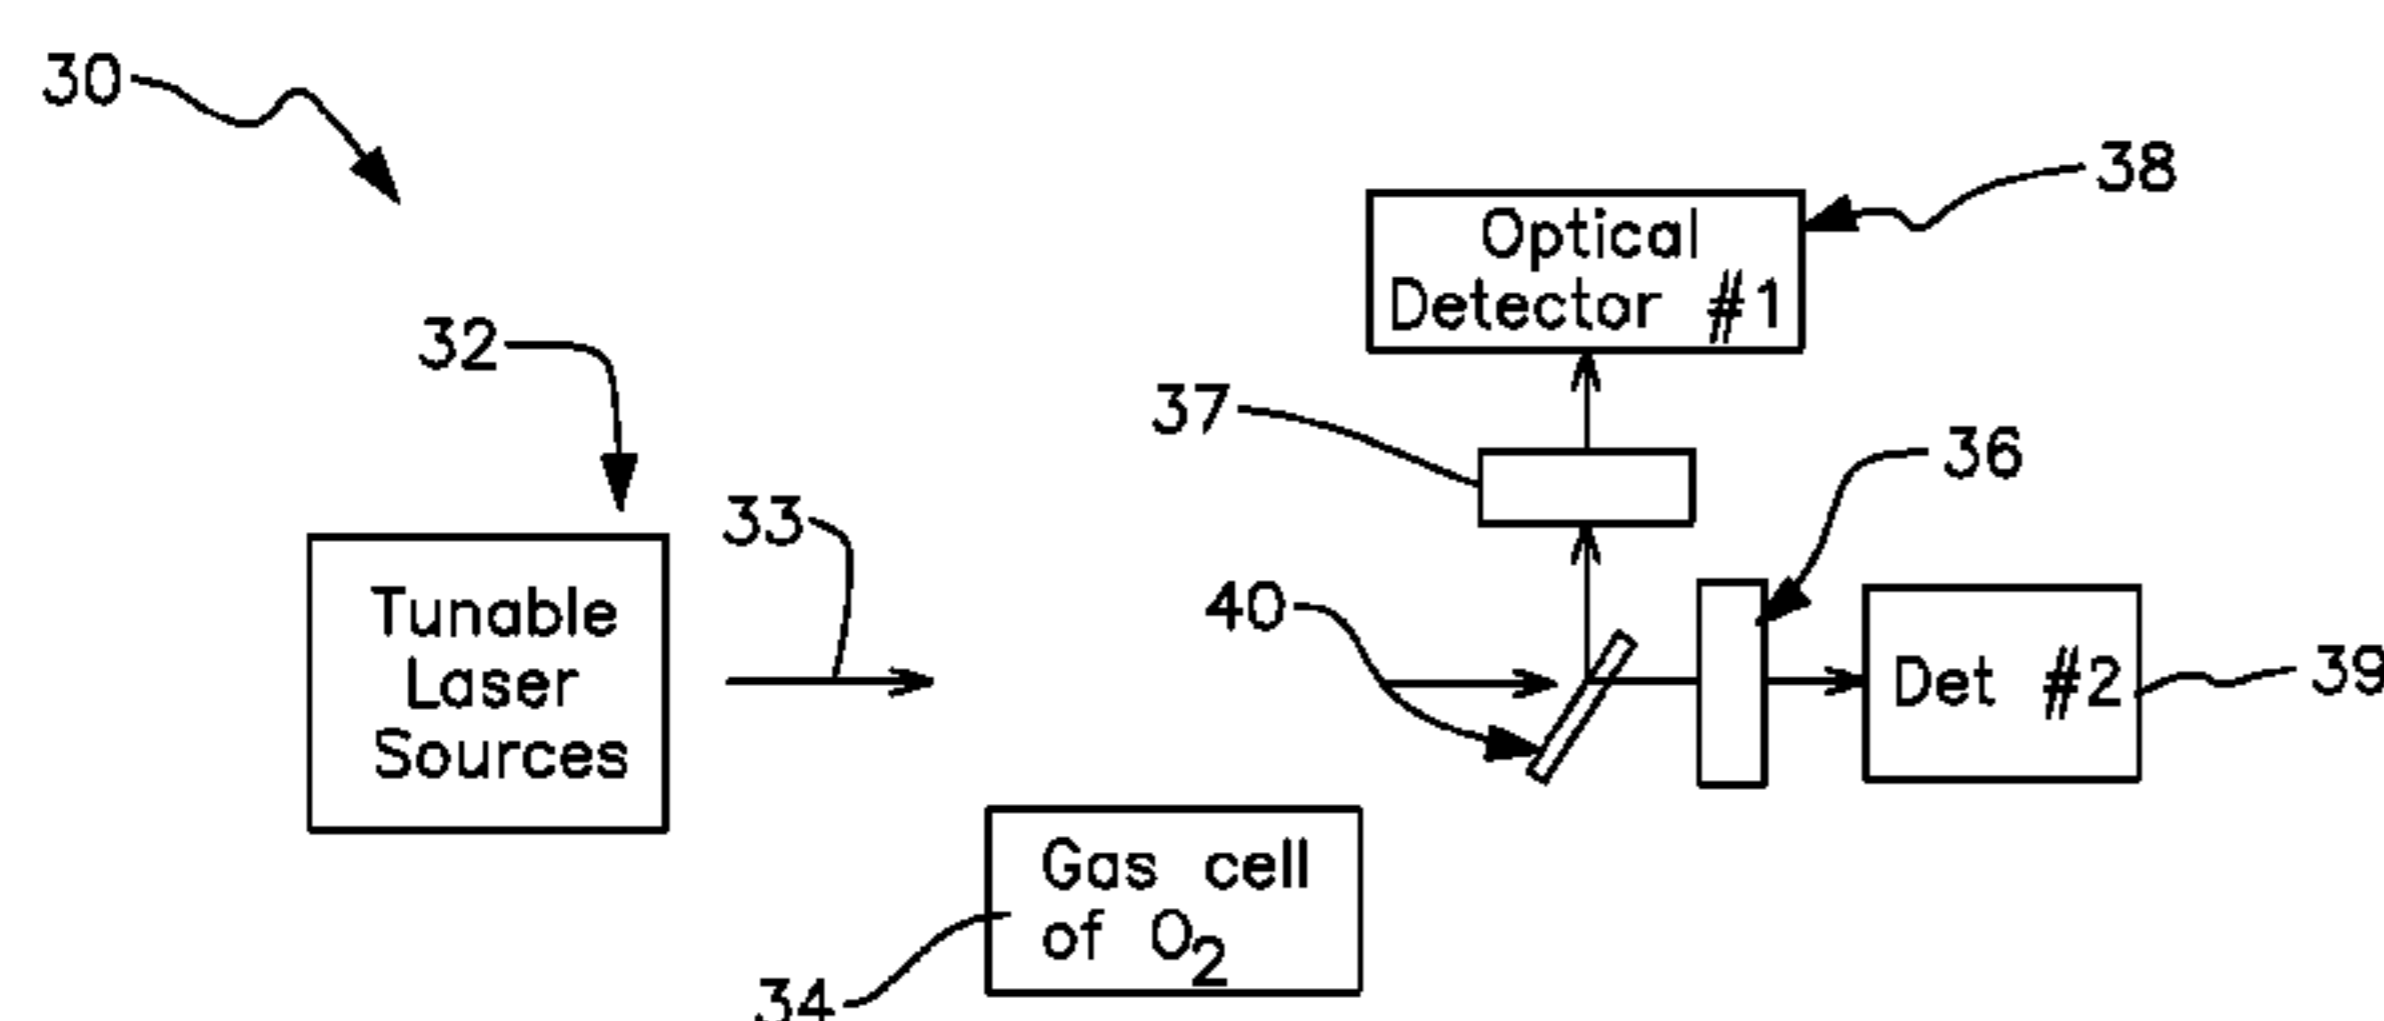 30
38
Optical
Detector #1
32
37
36
33
40
Tunable
Laser
Sources
Det #2
39
Gas cell
of O2
34